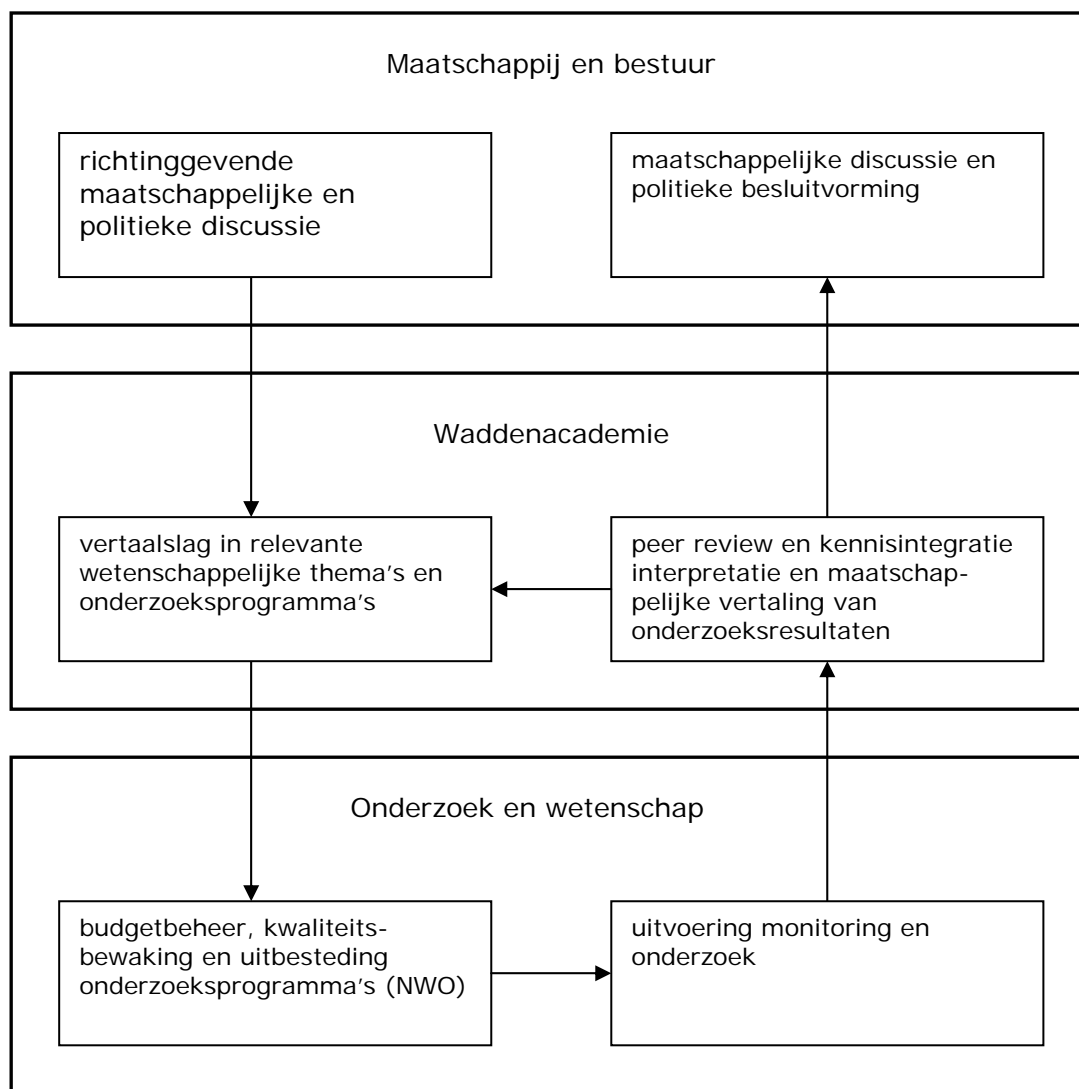 Maatschappij en bestuur
richtinggevende
maatschappelijke en
politieke discussie
maatschappelijke discussie en
politieke besluitvorming
Waddenacademie
vertaalslag in relevante
wetenschappelijke thema's en
onderzoeksprogramma's
peer review en kennisintegratie
interpretatie en maatschap-
pelijke vertaling van
onderzoeksresultaten
Onderzoek en wetenschap
budgetbeheer, kwaliteits-
bewaking en uitbesteding
onderzoeksprogramma's (NWO)
uitvoering monitoring en
onderzoek